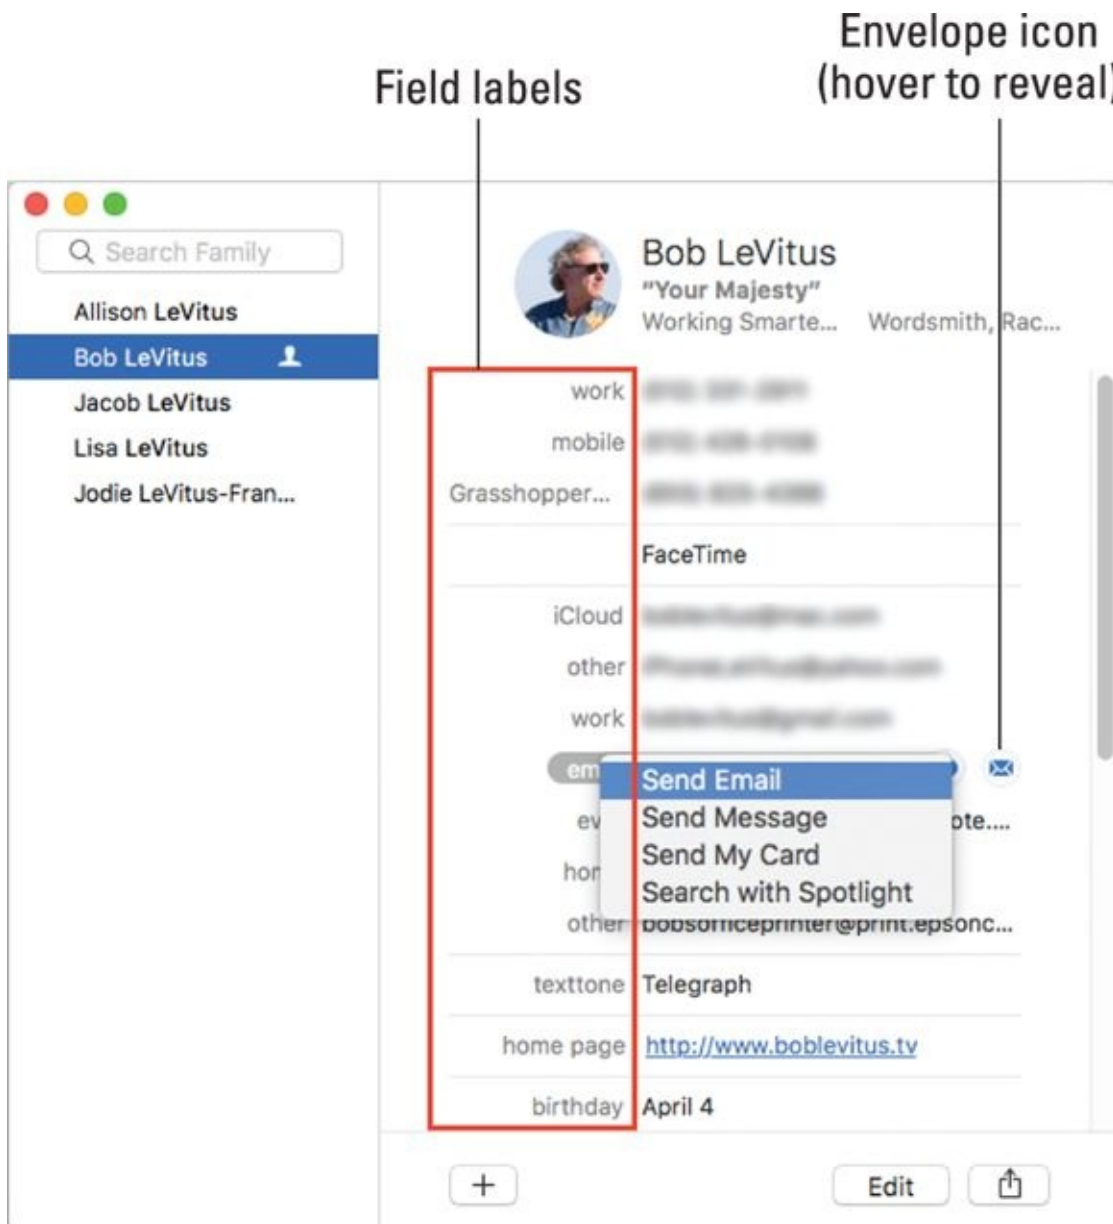 Envelope icon
(hover to reveal)
Field labels
Search Family
Allison LeVitus
Bob LeVitus
Jacob LeVitus
Lisa LeVitus
Jodie LeVitus-Fran...
Bob LeVitus
"Your Majesty"
Working Smarte... Wordsmith, Rac...
work
mobile
Grasshopper...
FaceTime
iCloud
other
work
em
Send Email
ev Send Message ote....
Send My Card
hor
Search with Spotlight
other bobsofficeprinter@print.epsonc...
texttone Telegraph
home page http://www.boblevitus.tv
birthday April 4
+ Edit